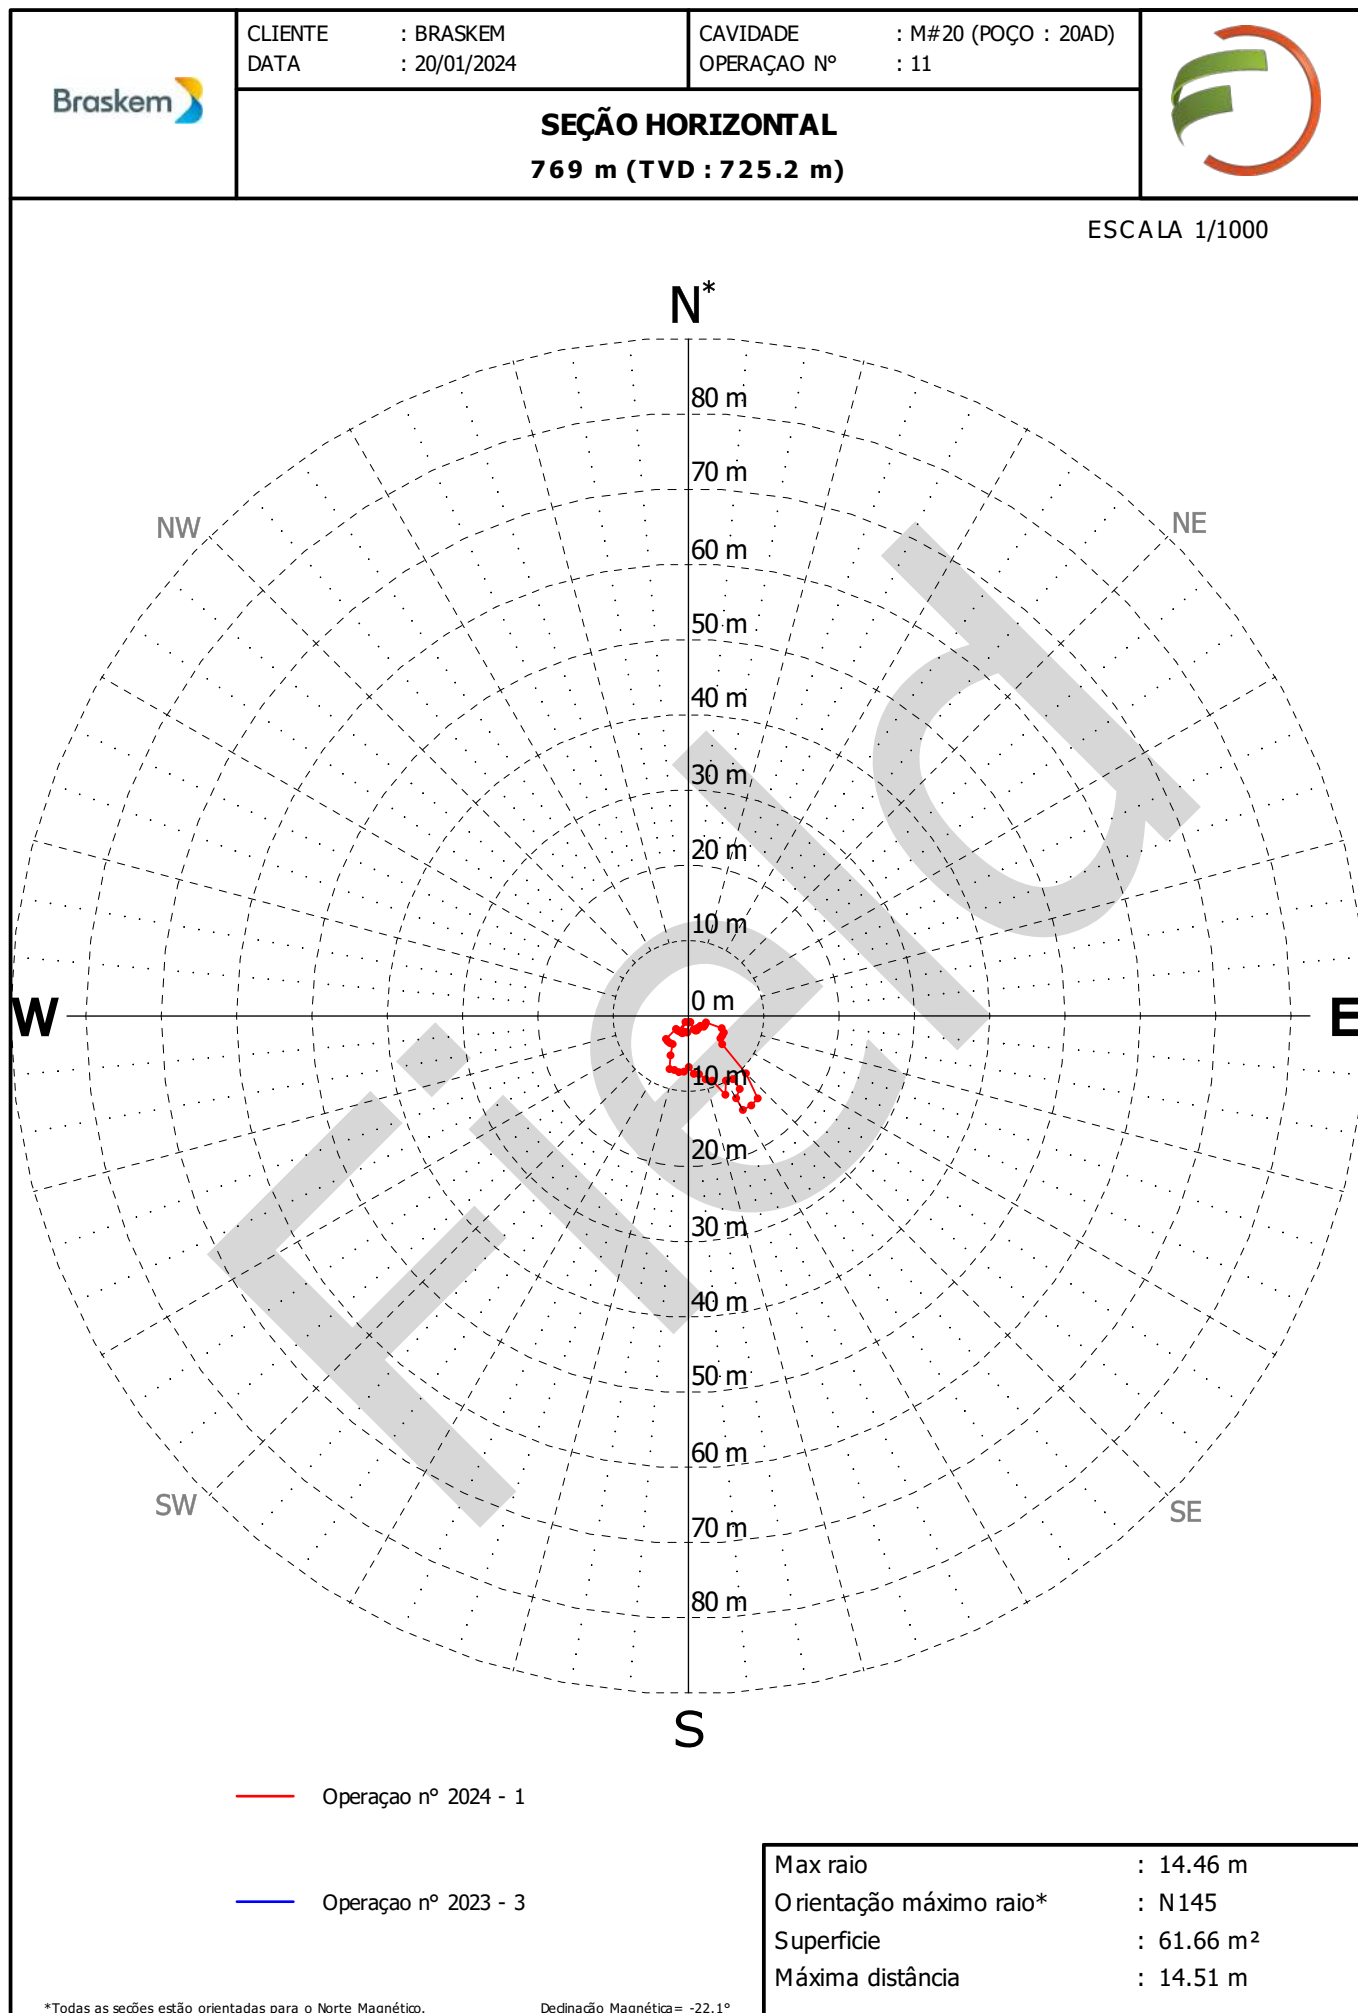 Braskem
CLIENTE : BRASKEM
DATA : 20/01/2024
CAVIDADE : M#20 (POÇO : 20AD)
OPERAÇAO N° : 11
SEÇÃO HORIZONTAL
769 m (TVD : 725.2 m)
ESCALA 1/1000
N*
80 m
70 m
NW
NE
60 m
50 m
40 m
30 m
20 m
10 m
0 m
W
E
10 m
20 m
30 m
40 m
50 m
60 m
SW
SE
70 m
80 m
S
Field
Operaçao n° 2024 - 1
Operaçao n° 2023 - 3
Max raio : 14.46 m
Orientação máximo raio* : N145
Superficie : 61.66 m²
Máxima distância : 14.51 m
*Todas as seções estão orientadas para o Norte Magnético. Declinação Magnética= -22.1°